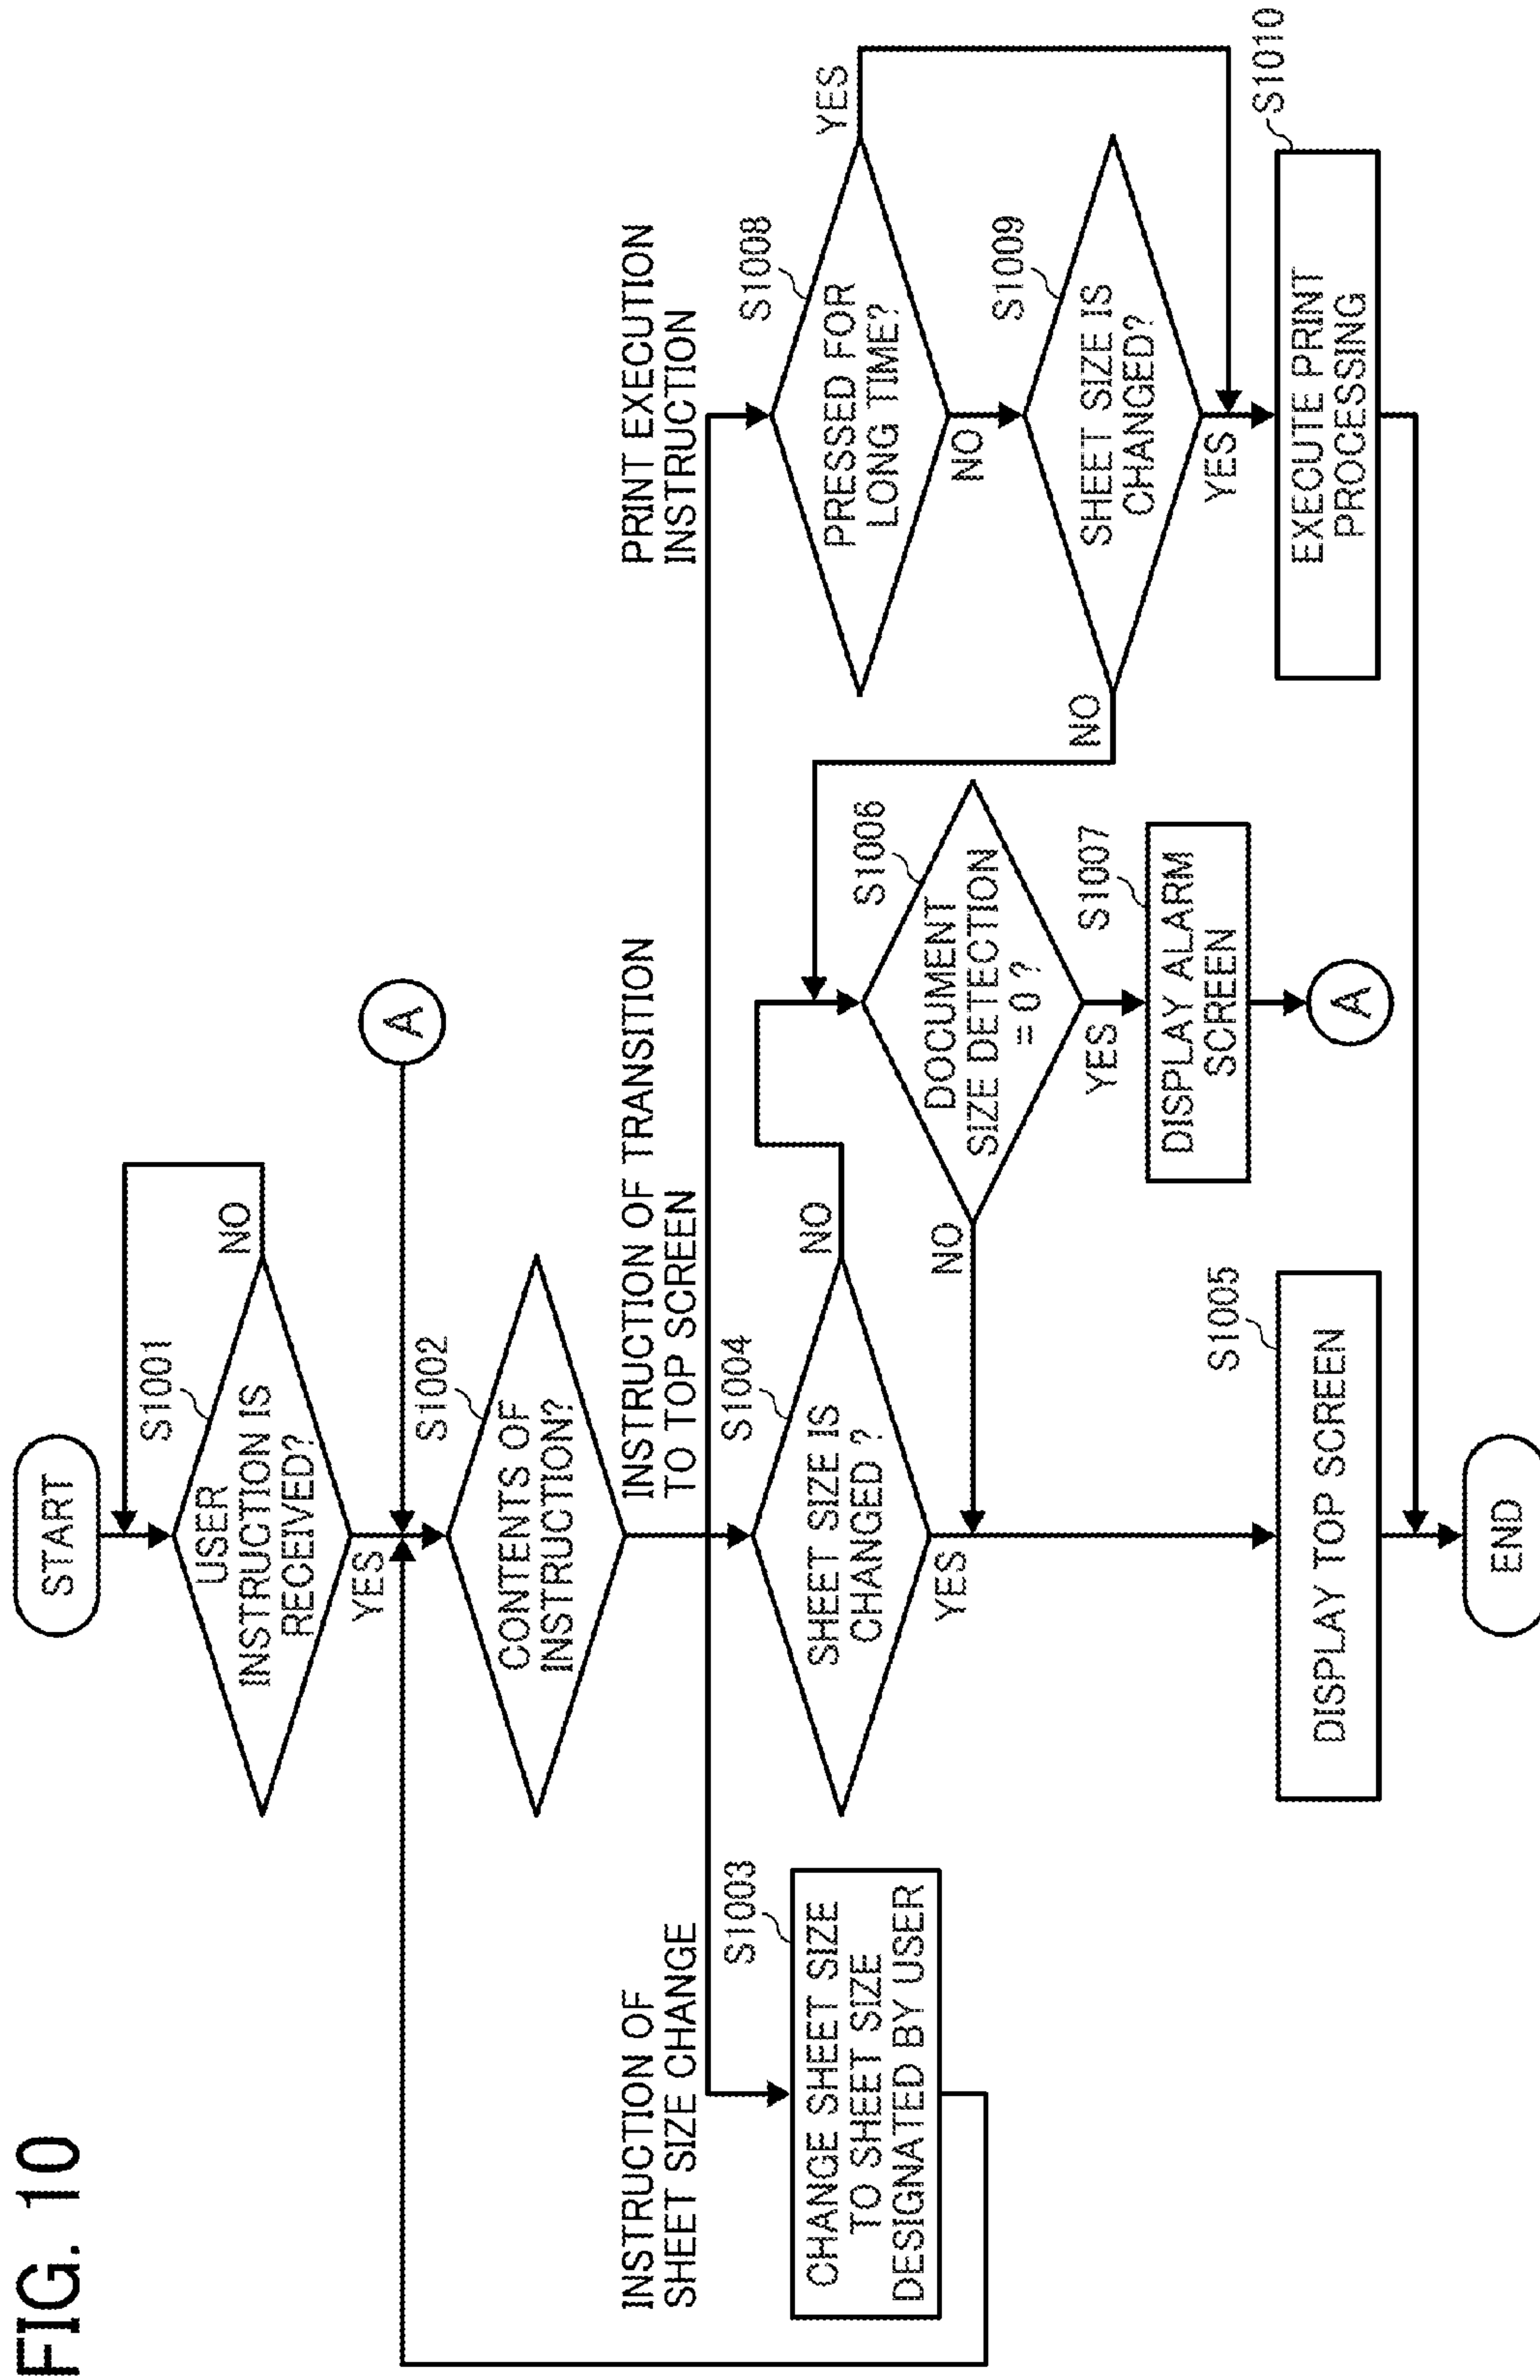 FIG. 10
START
S1001
USER
INSTRUCTION IS
RECEIVED?
NO
YES
A
S1002
CONTENTS OF
INSTRUCTION?
INSTRUCTION OF
SHEET SIZE CHANGE
INSTRUCTION OF TRANSITION
TO TOP SCREEN
PRINT EXECUTION
INSTRUCTION
S1003
CHANGE SHEET SIZE
TO SHEET SIZE
DESIGNATED BY USER
S1004
SHEET SIZE IS
CHANGED ?
NO
YES
S1006
DOCUMENT
SIZE DETECTION
= 0 ?
NO
YES
S1007
DISPLAY ALARM
SCREEN
A
S1008
PRESSED FOR
LONG TIME?
YES
NO
S1009
SHEET SIZE IS
CHANGED?
NO
YES
S1005
DISPLAY TOP SCREEN
S1010
EXECUTE PRINT
PROCESSING
END